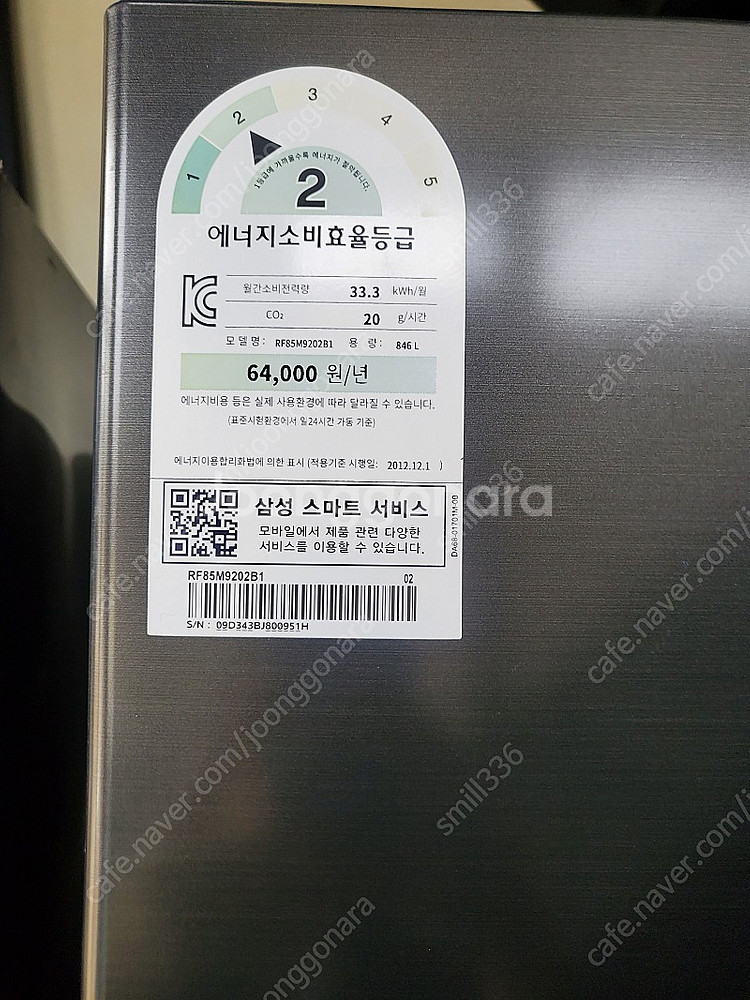 1
2
3
4
5
1등급에 가까울수록 에너지가 절약됩니다.
2
에너지소비효율등급
월간소비전력량 33.3 kWh/월
CO₂ 20 g/시간
모델명: RF85M9202B1 용량: 846 L
64,000 원/년
에너지비용 등은 실제 사용환경에 따라 달라질 수 있습니다.
(표준시험환경에서 일24시간 가동 기준)
에너지이용합리화법에 의한 표시 (적용기준 시행일: 2012.12.1 )
삼성 스마트 서비스
모바일에서 제품 관련 다양한
서비스를 이용할 수 있습니다.
DA68-01701M-00
RF85M9202B1 02
S/N : 09D343BJ800951H
joonggonara
cafe.naver.com/joonggonara
smill336